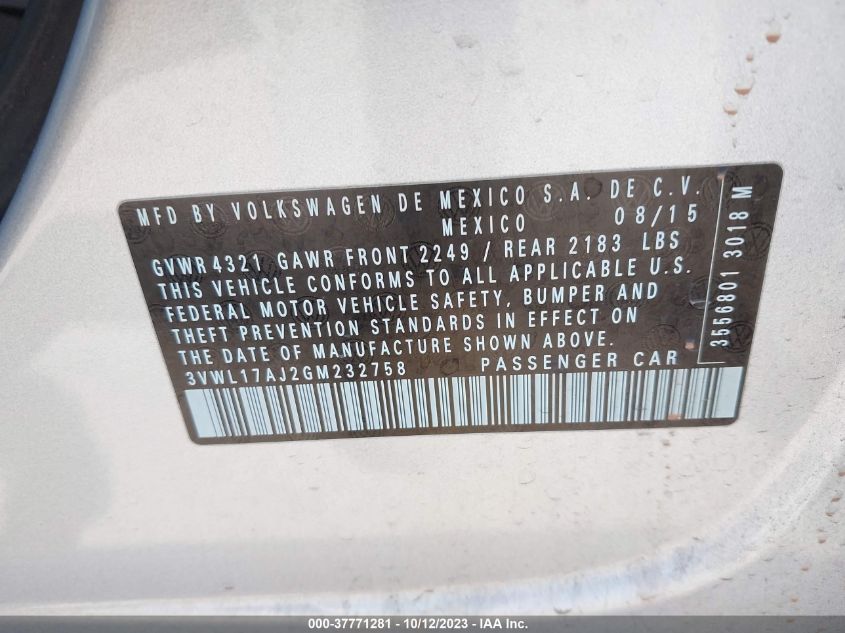 MFD BY VOLKSWAGEN DE MEXICO S.A. DE C.V.
MEXICO 08/15
GVWR 4321 GAWR FRONT 2249 / REAR 2183 LBS
THIS VEHICLE CONFORMS TO ALL APPLICABLE U.S.
FEDERAL MOTOR VEHICLE SAFETY, BUMPER AND
THEFT PREVENTION STANDARDS IN EFFECT ON
THE DATE OF MANUFACTURE SHOWN ABOVE.
3VWL17AJ2GM232758 PASSENGER CAR
3556801 3018 M
000-37771281 - 10/12/2023 - IAA Inc.